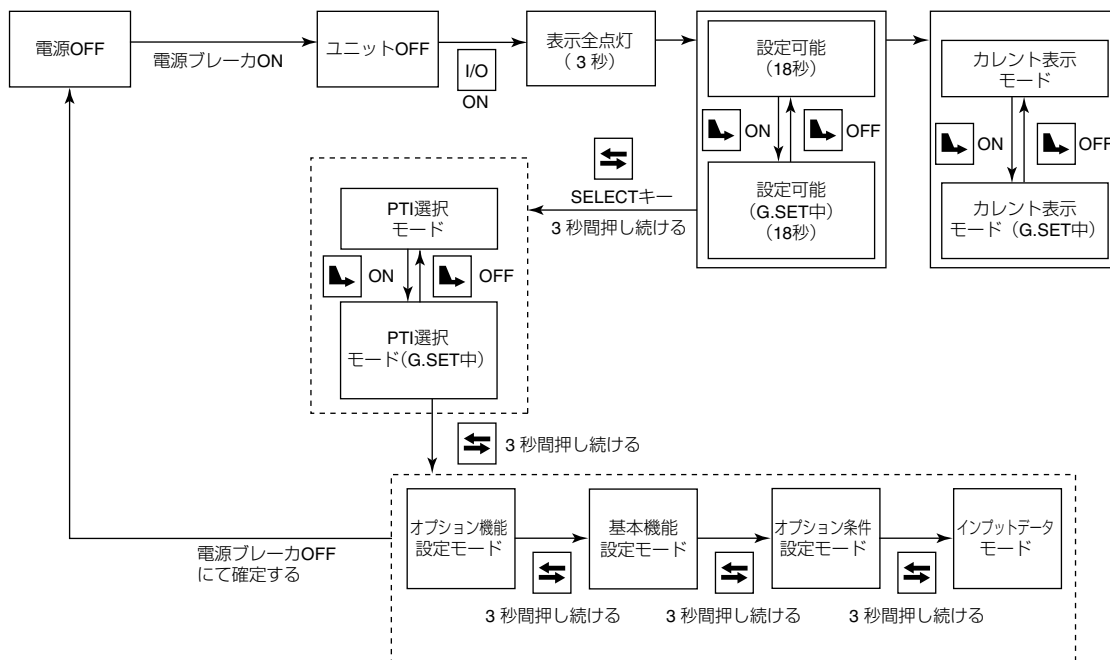 電源OFF
電源ブレーカON
ユニットOFF
I/O
ON
表示全点灯
(3秒)
設定可能
(18秒)
ON
OFF
設定可能
(G.SET中)
(18秒)
カレント表示
モード
ON
OFF
カレント表示
モード(G.SET中)
SELECTキー
3秒間押し続ける
PTI選択
モード
ON
OFF
PTI選択
モード(G.SET中)
3秒間押し続ける
オプション機能
設定モード
基本機能
設定モード
オプション条件
設定モード
インプットデータ
モード
3秒間押し続ける
3秒間押し続ける
3秒間押し続ける
電源ブレーカOFF
にて確定する